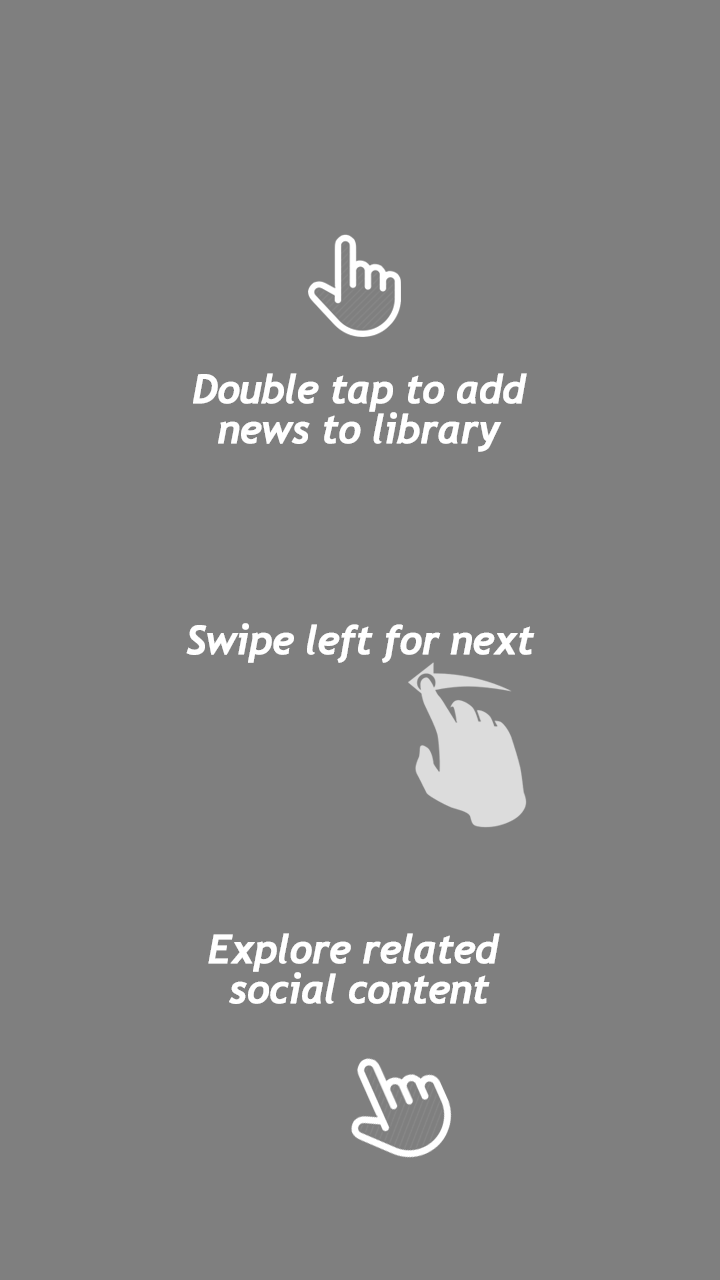 Double tap to add
news to library
Swipe left for next
Explore related
social content